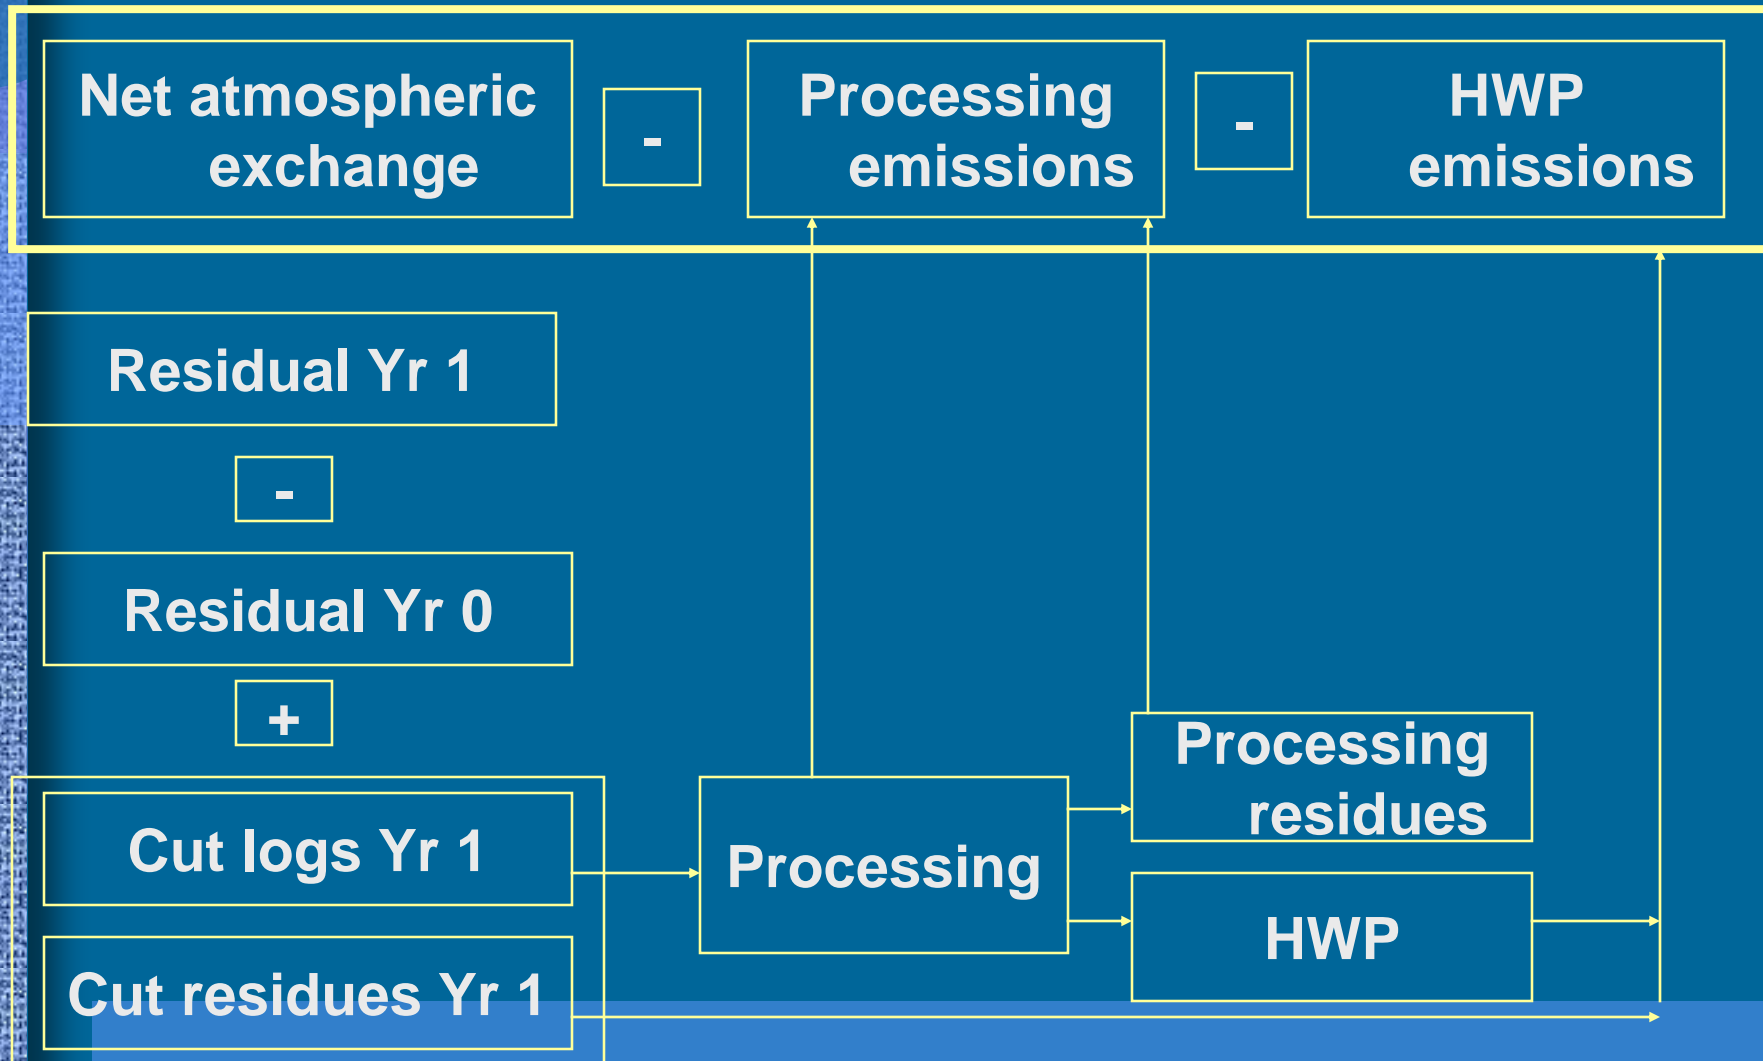 Net atmospheric
exchange
-
Processing
emissions
-
HWP
emissions
Residual Yr 1
-
Residual Yr 0
+
Cut logs Yr 1
Cut residues Yr 1
Processing
Processing
residues
HWP